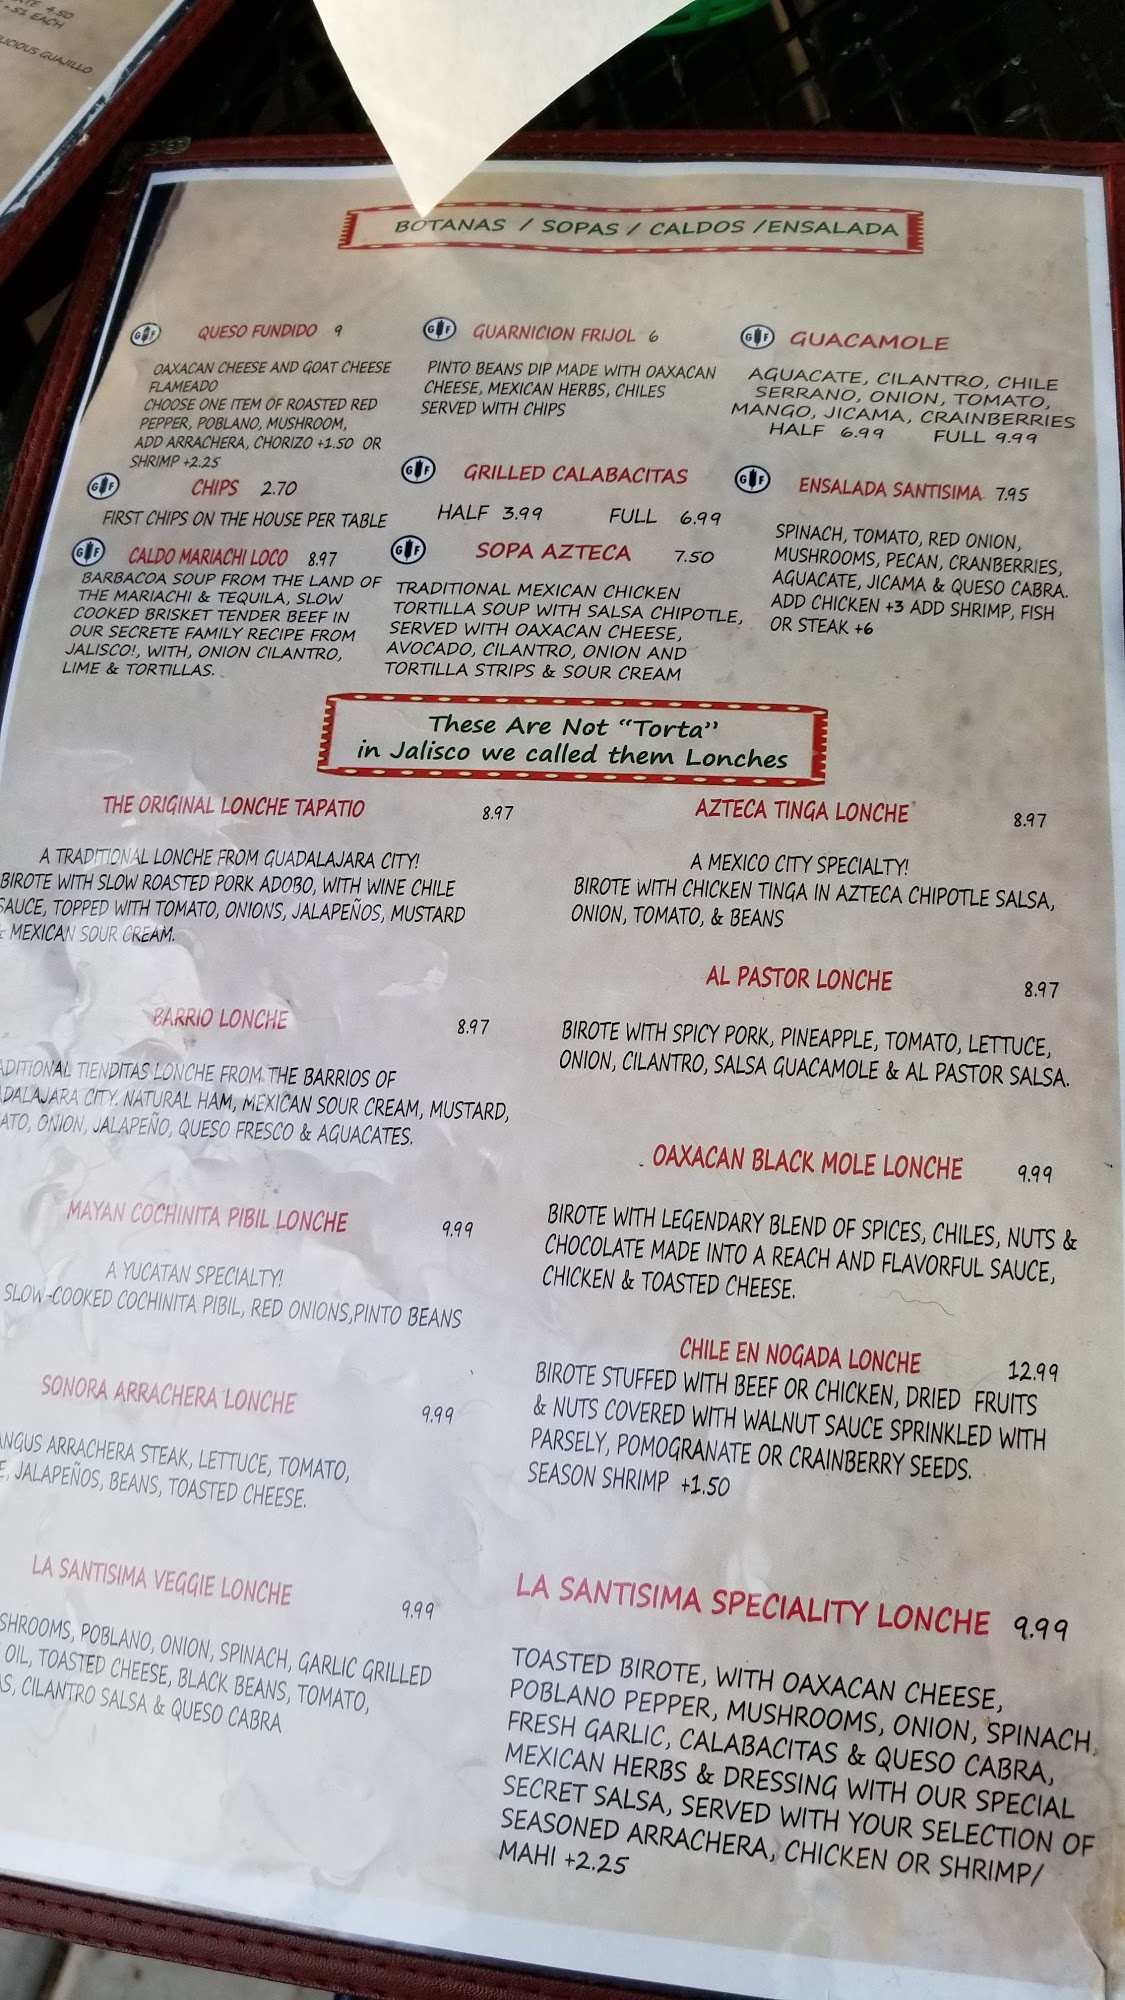 4.50
EACH
GUAJILLO
BOTANAS / SOPAS / CALDOS /ENSALADA
GF QUESO FUNDIDO 9
OAXACAN CHEESE AND GOAT CHEESE
FLAMEADO
CHOOSE ONE ITEM OF ROASTED RED
PEPPER, POBLANO, MUSHROOM,
ADD ARRACHERA, CHORIZO +1.50 OR
SHRIMP +2.25
GF CHIPS 2.70
FIRST CHIPS ON THE HOUSE PER TABLE
GF CALDO MARIACHI LOCO 8.97
BARBACOA SOUP FROM THE LAND OF
THE MARIACHI & TEQUILA, SLOW
COOKED BRISKET TENDER BEEF IN
OUR SECRETE FAMILY RECIPE FROM
JALISCO!, WITH, ONION CILANTRO,
LIME & TORTILLAS.
GF GUARNICION FRIJOL 6
PINTO BEANS DIP MADE WITH OAXACAN
CHEESE, MEXICAN HERBS, CHILES
SERVED WITH CHIPS
GF GRILLED CALABACITAS
HALF 3.99 FULL 6.99
GF SOPA AZTECA 7.50
TRADITIONAL MEXICAN CHICKEN
TORTILLA SOUP WITH SALSA CHIPOTLE,
SERVED WITH OAXACAN CHEESE,
AVOCADO, CILANTRO, ONION AND
TORTILLA STRIPS & SOUR CREAM
GF GUACAMOLE
AGUACATE, CILANTRO, CHILE
SERRANO, ONION, TOMATO,
MANGO, JICAMA, CRAINBERRIES
HALF 6.99 FULL 9.99
GF ENSALADA SANTISIMA 7.95
SPINACH, TOMATO, RED ONION,
MUSHROOMS, PECAN, CRANBERRIES,
AGUACATE, JICAMA & QUESO CABRA.
ADD CHICKEN +3 ADD SHRIMP, FISH
OR STEAK +6
These Are Not "Torta"
in Jalisco we called them Lonches
THE ORIGINAL LONCHE TAPATIO 8.97
A TRADITIONAL LONCHE FROM GUADALAJARA CITY!
BIROTE WITH SLOW ROASTED PORK ADOBO, WITH WINE CHILE
SAUCE, TOPPED WITH TOMATO, ONIONS, JALAPEÑOS, MUSTARD
& MEXICAN SOUR CREAM.
BARRIO LONCHE 8.97
ADITIONAL TIENDITAS LONCHE FROM THE BARRIOS OF
DALAJARA CITY. NATURAL HAM, MEXICAN SOUR CREAM, MUSTARD,
ATO, ONION, JALAPEÑO, QUESO FRESCO & AGUACATES.
MAYAN COCHINITA PIBIL LONCHE 9.99
A YUCATAN SPECIALTY!
SLOW-COOKED COCHINITA PIBIL, RED ONIONS,PINTO BEANS
SONORA ARRACHERA LONCHE 9.99
ANGUS ARRACHERA STEAK, LETTUCE, TOMATO,
E, JALAPEÑOS, BEANS, TOASTED CHEESE.
LA SANTISIMA VEGGIE LONCHE 9.99
SHROOMS, POBLANO, ONION, SPINACH, GARLIC GRILLED
OIL, TOASTED CHEESE, BLACK BEANS, TOMATO,
AS, CILANTRO SALSA & QUESO CABRA
AZTECA TINGA LONCHE 8.97
A MEXICO CITY SPECIALTY!
BIROTE WITH CHICKEN TINGA IN AZTECA CHIPOTLE SALSA,
ONION, TOMATO, & BEANS
AL PASTOR LONCHE 8.97
BIROTE WITH SPICY PORK, PINEAPPLE, TOMATO, LETTUCE,
ONION, CILANTRO, SALSA GUACAMOLE & AL PASTOR SALSA.
OAXACAN BLACK MOLE LONCHE 9.99
BIROTE WITH LEGENDARY BLEND OF SPICES, CHILES, NUTS &
CHOCOLATE MADE INTO A REACH AND FLAVORFUL SAUCE,
CHICKEN & TOASTED CHEESE.
CHILE EN NOGADA LONCHE 12.99
BIROTE STUFFED WITH BEEF OR CHICKEN, DRIED FRUITS
& NUTS COVERED WITH WALNUT SAUCE SPRINKLED WITH
PARSELY, POMOGRANATE OR CRAINBERRY SEEDS.
SEASON SHRIMP +1.50
LA SANTISIMA SPECIALITY LONCHE 9.99
TOASTED BIROTE, WITH OAXACAN CHEESE,
POBLANO PEPPER, MUSHROOMS, ONION, SPINACH,
FRESH GARLIC, CALABACITAS & QUESO CABRA,
MEXICAN HERBS & DRESSING WITH OUR SPECIAL
SECRET SALSA, SERVED WITH YOUR SELECTION OF
SEASONED ARRACHERA, CHICKEN OR SHRIMP/
MAHI +2.25